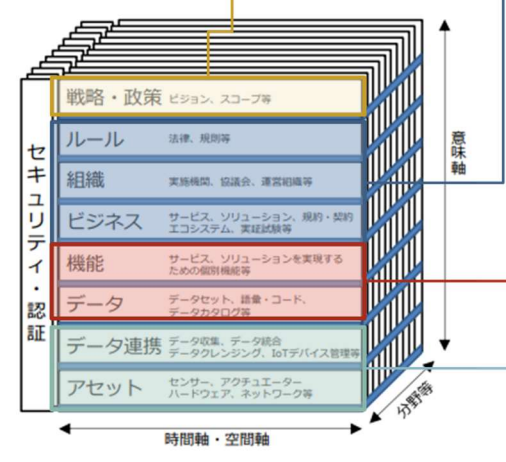 セキュリティ・認証
戦略・政策 ビジョン、スコープ等
ルール 法律、規則等
組織 実施機関、協議会、運営組織等
ビジネス サービス、ソリューション、規約・契約
エコシステム、実証試験等
機能 サービス、ソリューションを実現する
ための個別機能等
データ データセット、語彙・コード、
データカタログ等
データ連携 データ収集、データ統合
データクレンジング、IoTデバイス管理等
アセット センサー、アクチュエーター
ハードウェア、ネットワーク等
意味軸
分野等
時間軸・空間軸